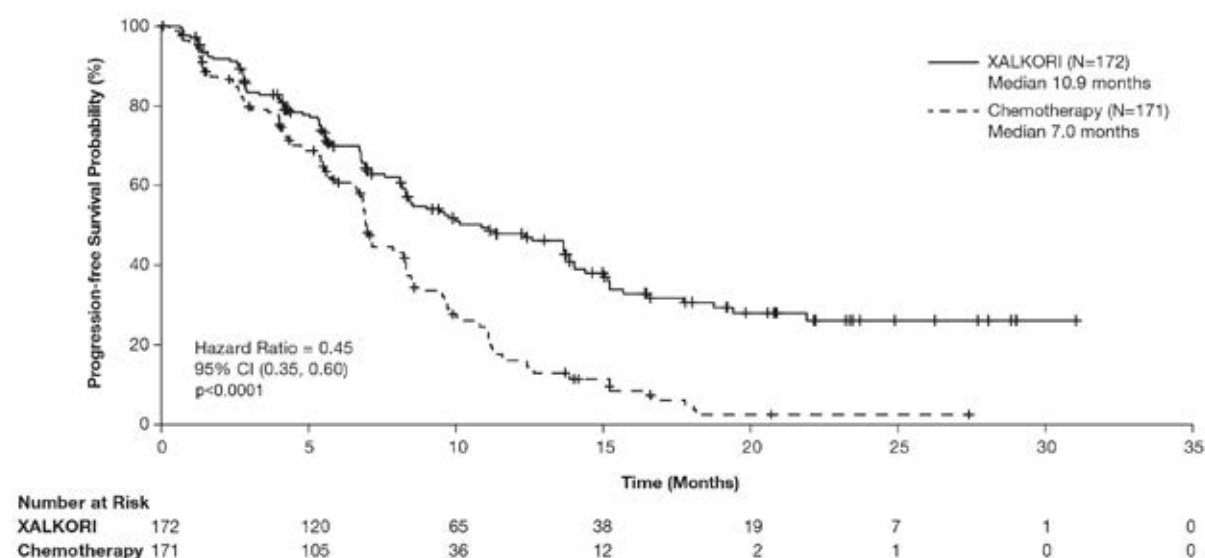 100
80
60
40
20
0
Progression-free Survival Probability (%)
XALKORI (N=172)
Median 10.9 months
Chemotherapy (N=171)
Median 7.0 months
Hazard Ratio = 0.45
95% CI (0.35, 0.60)
p<0.0001
0 5 10 15 20 25 30 35
Time (Months)
Number at Risk
XALKORI 172 120 65 38 19 7 1 0
Chemotherapy 171 105 36 12 2 1 0 0